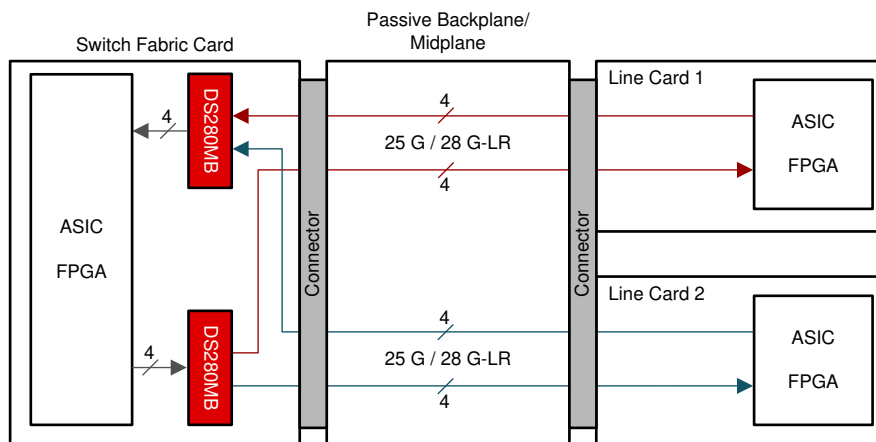 Passive Backplane/
Midplane
Switch Fabric Card
Line Card 1
DS280MB
4
4
ASIC
FPGA
25 G / 28 G-LR
4
Connector
Connector
ASIC
FPGA
Line Card 2
DS280MB
4
4
ASIC
FPGA
25 G / 28 G-LR
4